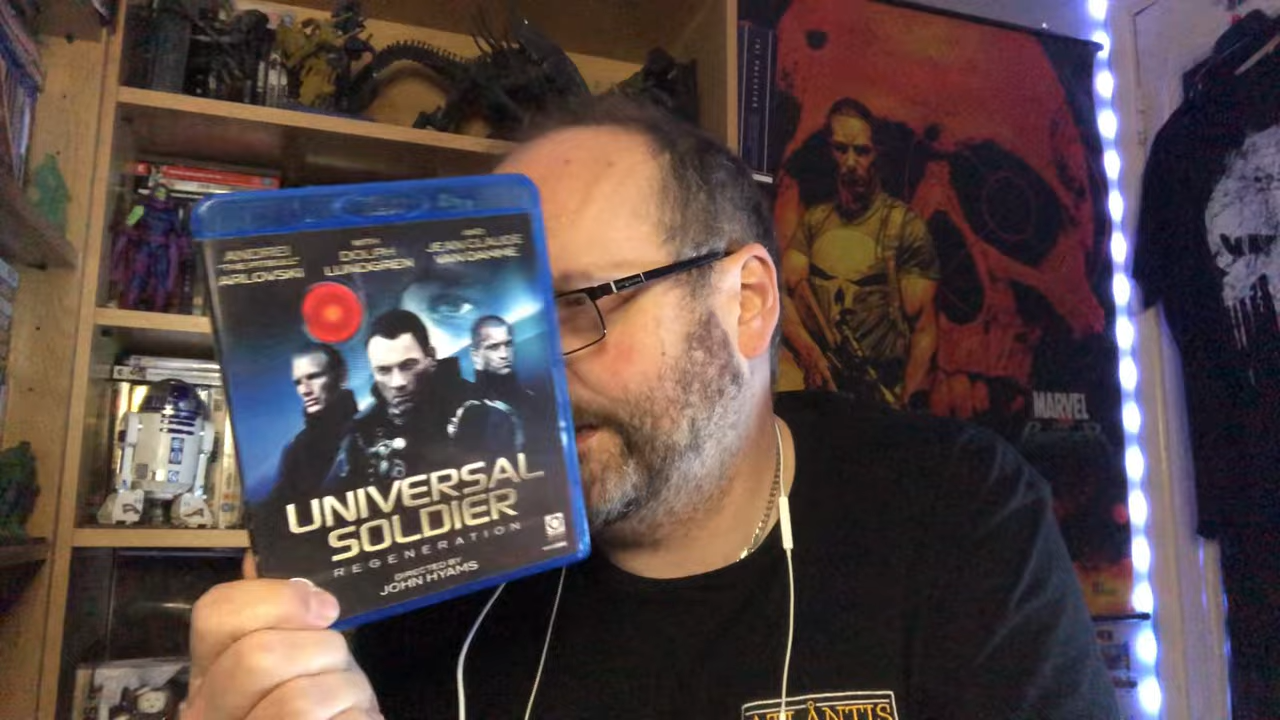 ANDREI "THE PITBULL" ARLOVSKI
WITH DOLPH LUNDGREN
AND JEAN-CLAUDE VAN DAMME
UNIVERSAL
SOLDIER
REGENERATION
DIRECTED BY
JOHN HYAMS
MARVEL
ATLANTIS